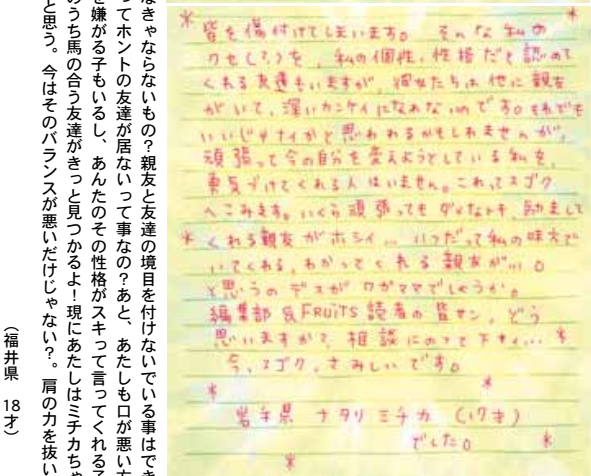 * 皆を傷付けてしまいます。そんな私の *
クセ(?)を、私の個性、性格だと認めて
くれる友達もいますが、彼女たちは他に親友
がいて、深いカンケイになれないのです。それでも
いいじゃナイかと思われるかもしれませんが、
頑張って今の自分を変えようとしている私を、
勇気づけてくれる人はいません。これってスゴク
へこみます。いくら頑張ってもダメなトキ、励まして
* くれる親友がホシイ... いつだって私の味方で
いてくれる、わかってくれる親友が...。
と思うのデスがワガママでしょうか。
編集部&FRUiTS読者の皆サン、どう
思いますか?、相談にのって下サイ... *
今、スゴク、さみしいです。
* *
岩手県 ナタリミチカ (17才)
でした。 *
*
なきゃならないもの?親友と友達の境目を付けないでいる事はでき
ってホントの友達が居ないって事なの?あと、あたしも口が悪い方
を嫌がる子もいるし、あんたのその性格がスキって言ってくれる子
のうち馬の合う友達がきっと見つかるよ!現にあたしはミチカちゃ
と思う。今はそのバランスが悪いだけじゃない?。肩の力を抜い
(福井県 18才)